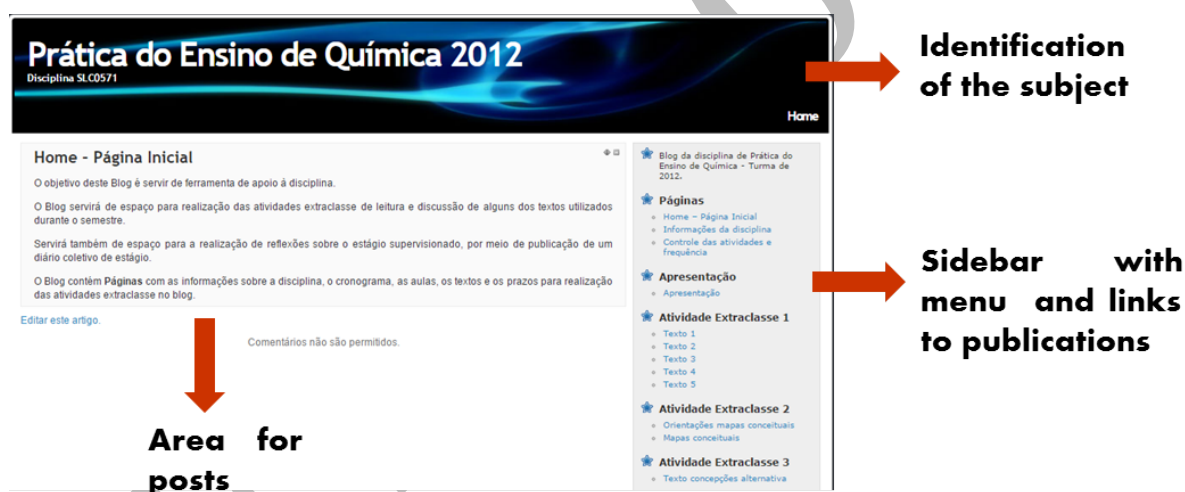 Prática do Ensino de Química 2012
Disciplina SLC0571
Home
Identification
of the subject
Home - Página Inicial
O objetivo deste Blog é servir de ferramenta de apoio à disciplina.
O Blog servirá de espaço para realização das atividades extraclasse de leitura e discussão de alguns dos textos utilizados
durante o semestre.
Servirá também de espaço para a realização de reflexões sobre o estágio supervisionado, por meio de publicação de um
diário coletivo de estágio.
O Blog contêm Páginas com as informações sobre a disciplina, o cronograma, as aulas, os textos e os prazos para realização
das atividades extraclasse no blog.
Editar este artigo.
Comentários não são permitidos.
Area for
posts
Blog da disciplina de Prática do
Ensino de Química - Turma de
2012.
Páginas
Home – Página Inicial
Informações da disciplina
Controle das atividades e
frequência
Apresentação
Apresentação
Atividade Extraclasse 1
Texto 1
Texto 2
Texto 3
Texto 4
Texto 5
Atividade Extraclasse 2
Orientações mapas conceituais
Mapas conceituais
Atividade Extraclasse 3
Texto concepções alternativa
Sidebar with
menu and links
to publications